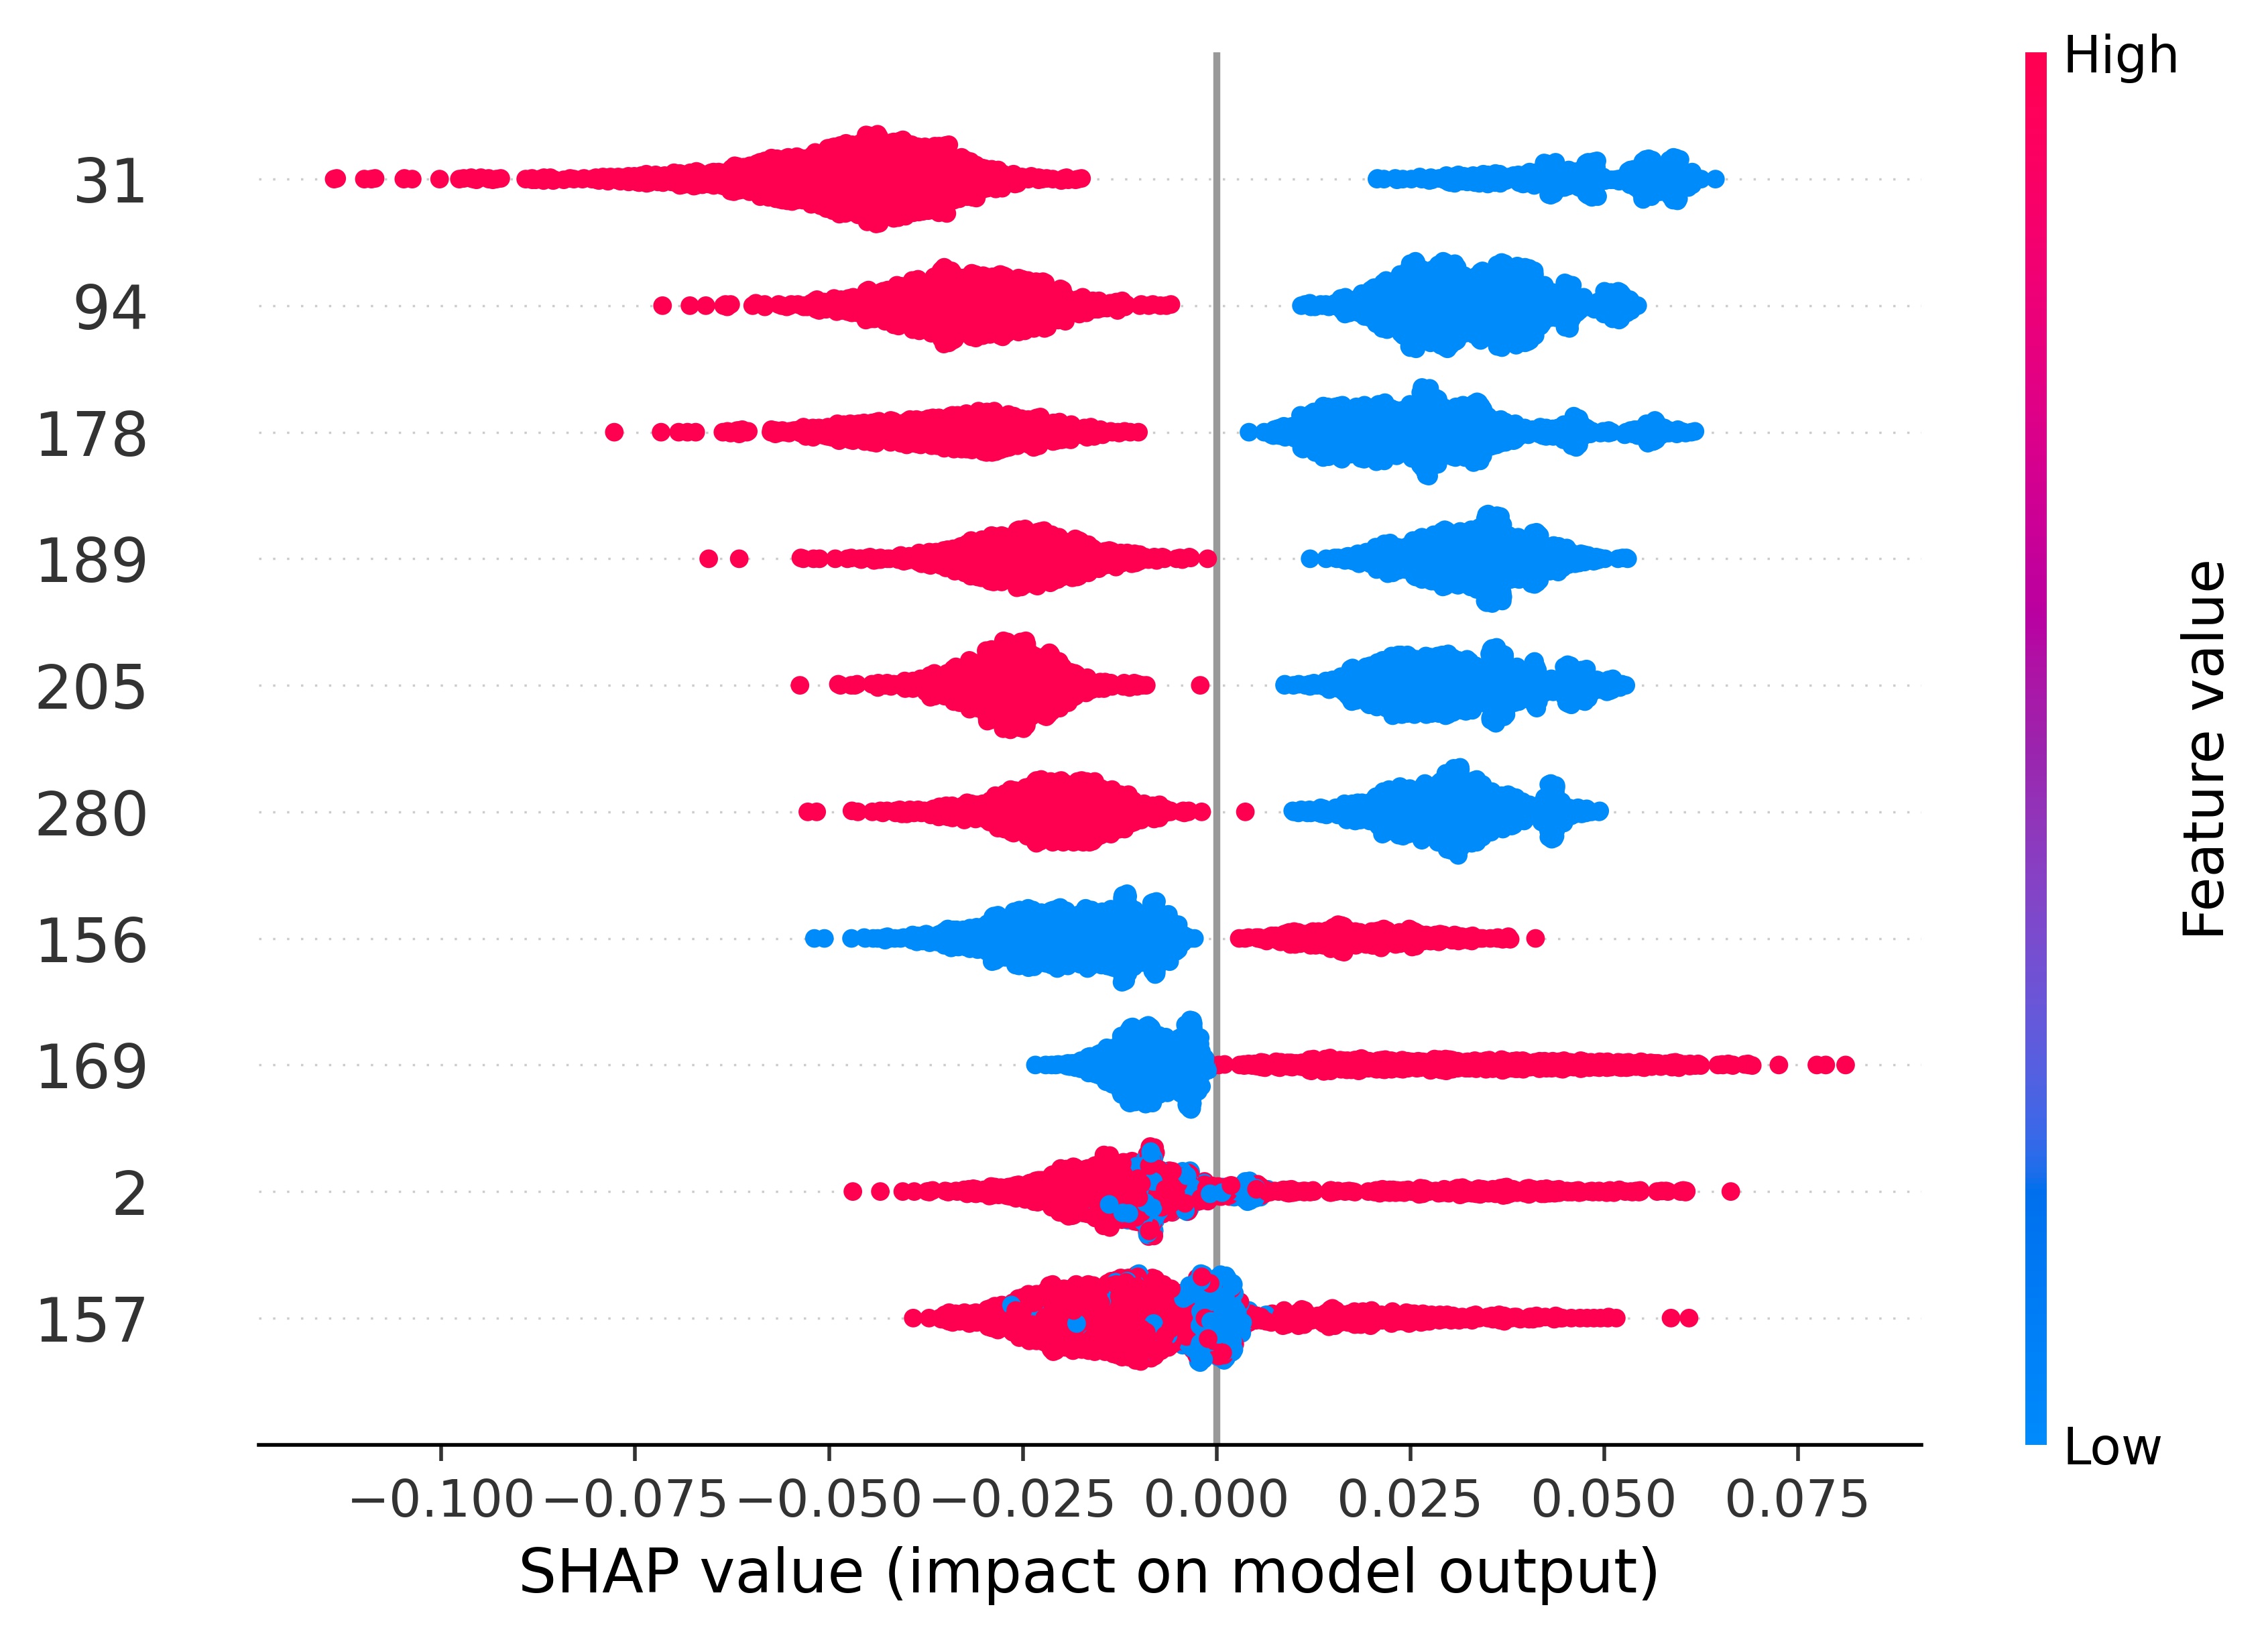 High
31
94
178
189
205
280
156
169
2
157
Feature value
Low
−0.100 −0.075 −0.050 −0.025 0.000 0.025 0.050 0.075
SHAP value (impact on model output)